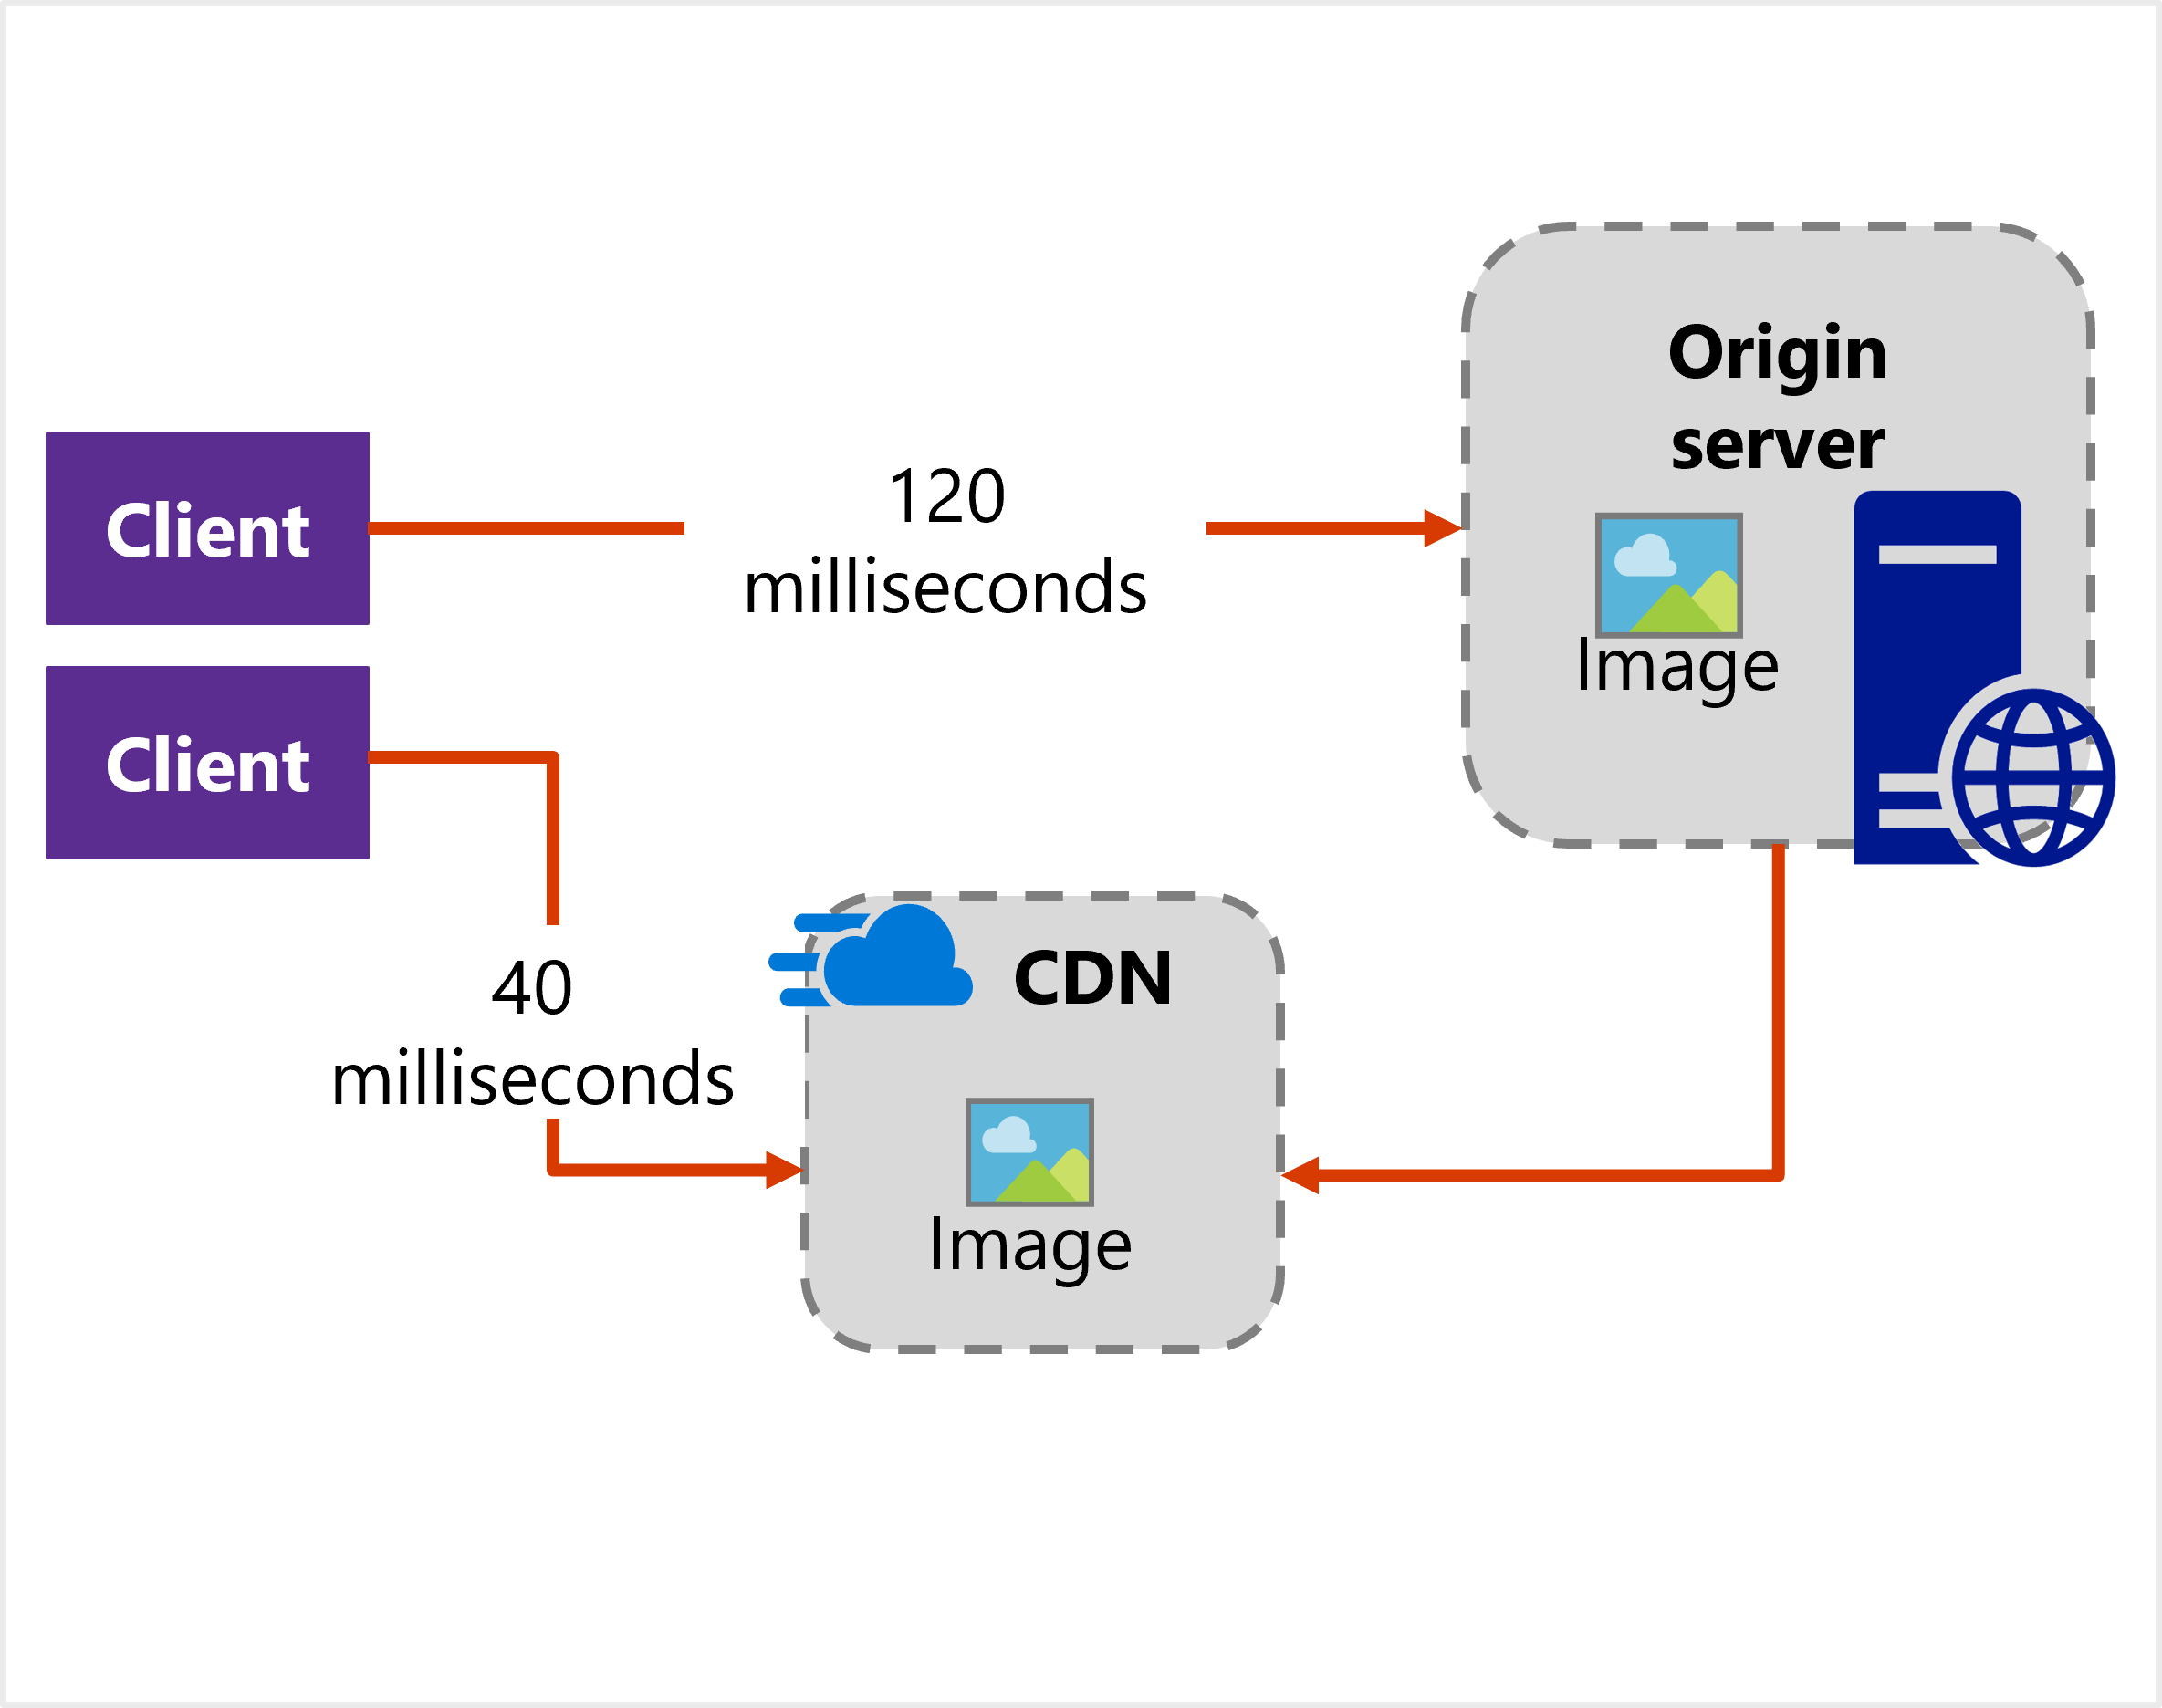 Origin
server
Client
120
milliseconds
Image
Client
CDN
40
milliseconds
Image